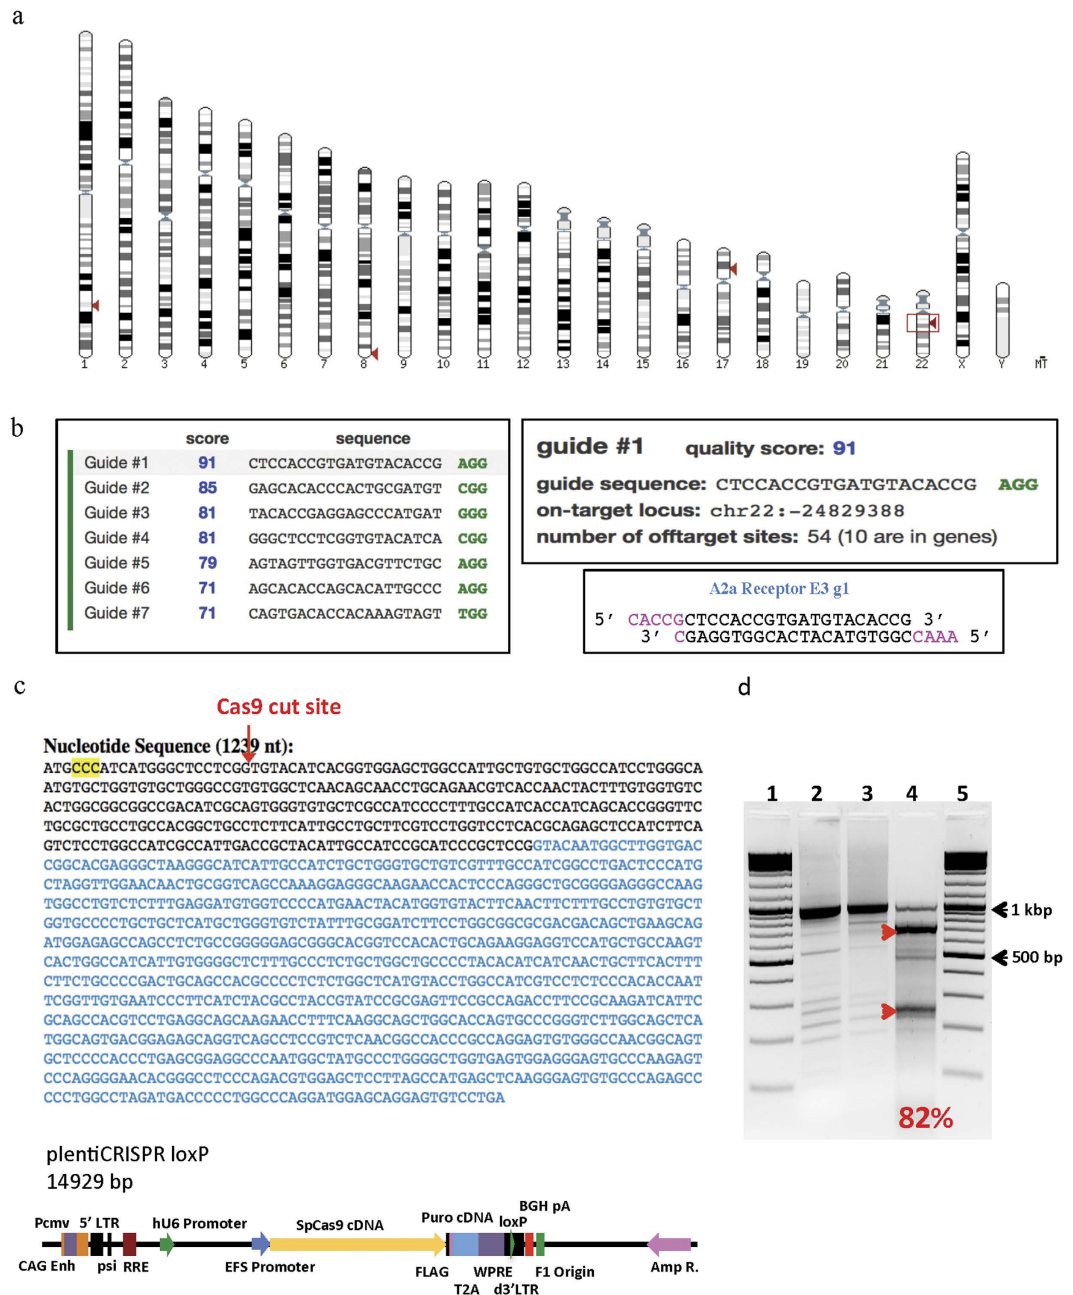 a
1 2 3 4 5 6 7 8 9 10 11 12 13 14 15 16 17 18 19 20 21 22 X Y MT
b
score sequence
Guide #1 91 CTCCACCGTGATGTACACCG AGG
Guide #2 85 GAGCACACCCACTGCGATGT CGG
Guide #3 81 TACACCGAGGAGCCCATGAT GGG
Guide #4 81 GGGCTCCTCGGTGTACATCA CGG
Guide #5 79 AGTAGTTGGTGACGTTCTGC AGG
Guide #6 71 AGCACACCAGCACATTGCCC AGG
Guide #7 71 CAGTGACACCACAAAGTAGT TGG
guide #1 quality score: 91
guide sequence: CTCCACCGTGATGTACACCG AGG
on-target locus: chr22:-24829388
number of offtarget sites: 54 (10 are in genes)
A2a Receptor E3 g1
5' CACCGCTCCACCGTGATGTACACCG 3'
3' CGAGGTGGCACTACATGTGGCCAAA 5'
c
Cas9 cut site
Nucleotide Sequence (1239 nt):
ATGCCCATCATGGGCTCCTCGGTGTACATCACGGTGGAGCTGGCCATTGCTGTGCTGGCCATCCTGGGCA
ATGTGCTGGTGTGCTGGGCCGTGTGGCTCAACAGCAACCTGCAGAACGTCACCAACTACTTTGTGGTGTC
ACTGGCGGCGGCCGACATCGCAGTGGGTGTGCTCGCCATCCCCTTTGCCATCACCATCAGCACCGGGTTC
TGCGCTGCCTGCCACGGCTGCCTCTTCATTGCCTGCTTCGTCCTGGTCCTCACGCAGAGCTCCATCTTCA
GTCTCCTGGCCATCGCCATTGACCGCTACATTGCCATCCGCATCCCGCTCCGGTACAATGGCTTGGTGAC
CGGCACGAGGGCTAAGGGCATCATTGCCATCTGCTGGGTGCTGTCGTTTGCCATCGGCCTGACTCCCATG
CTAGGTTGGAACAACTGCGGTCAGCCAAAGGAGGGCAAGAACCACTCCCAGGGCTGCGGGGAGGGCCAAG
TGGCCTGTCTCTTTGAGGATGTGGTCCCCATGAACTACATGGTGTACTTCAACTTCTTTGCCTGTGTGCT
GGTGCCCCTGCTGCTCATGCTGGGTGTCTATTTGCGGATCTTCCTGGCGGCGCGACGACAGCTGAAGCAG
ATGGAGAGCCAGCCTCTGCCGGGGGAGCGGGCACGGTCCACACTGCAGAAGGAGGTCCATGCTGCCAAGT
CACTGGCCATCATTGTGGGGCTCTTTGCCCTCTGCTGGCTGCCCCTACACATCATCAACTGCTTCACTTT
CTTCTGCCCCGACTGCAGCCACGCCCCTCTCTGGCTCATGTACCTGGCCATCGTCCTCTCCCACACCAAT
TCGGTTGTGAATCCCTTCATCTACGCCTACCGTATCCGCGAGTTCCGCCAGACCTTCCGCAAGATCATTC
GCAGCCACGTCCTGAGGCAGCAAGAACCTTTCAAGGCAGCTGGCACCAGTGCCCGGGTCTTGGCAGCTCA
TGGCAGTGACGGAGAGCAGGTCAGCCTCCGTCTCAACGGCCACCCGCCAGGAGTGTGGGCCAACGGCAGT
GCTCCCCACCCTGAGCGGAGGCCCAATGGCTATGCCCTGGGGCTGGTGAGTGGAGGGAGTGCCCAAGAGT
CCCAGGGGAACACGGGCCTCCCAGACGTGGAGCTCCTTAGCCATGAGCTCAAGGGAGTGTGCCCAGAGCC
CCCTGGCCTAGATGACCCCCTGGCCCAGGATGGAGCAGGAGTGTCCTGA
d
1 2 3 4 5
1 kbp
500 bp
82%
plentiCRISPR loxP
14929 bp
BGH pA
Pcmv 5' LTR hU6 Promoter SpCas9 cDNA Puro cDNA loxP
CAG Enh psi RRE EFS Promoter FLAG WPRE F1 Origin Amp R.
T2A d3'LTR